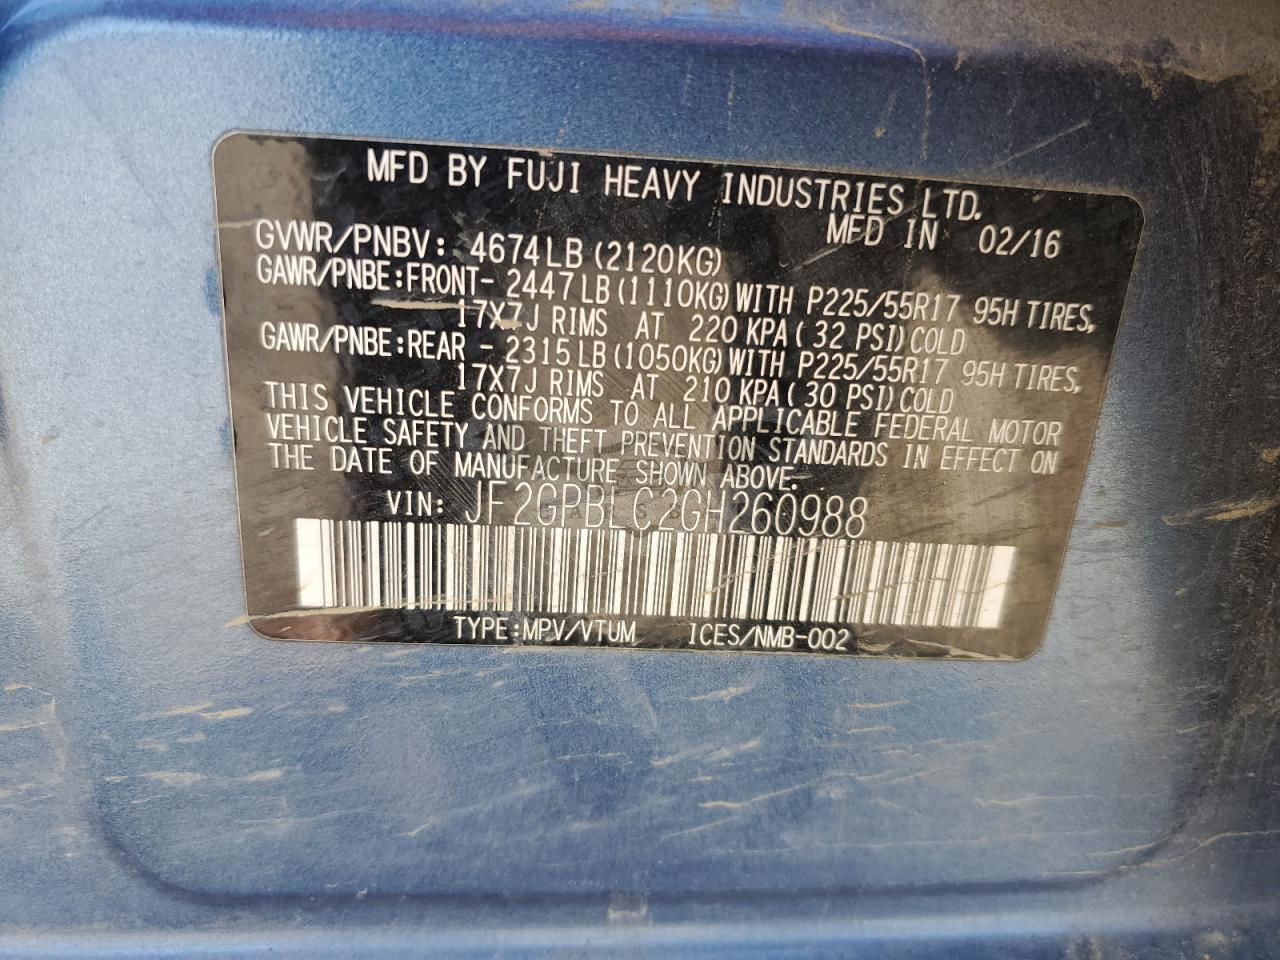 MFD BY FUJI HEAVY INDUSTRIES LTD.
MFD IN 02/16
GVWR/PNBV: 4674LB (2120KG)
GAWR/PNBE:FRONT- 2447LB(1110KG)WITH P225/55R17 95H TIRES,
17X7J RIMS AT 220 KPA( 32 PSI)COLD
GAWR/PNBE:REAR - 2315LB(1050KG)WITH P225/55R17 95H TIRES,
17X7J RIMS AT 210 KPA( 30 PSI)COLD
THIS VEHICLE CONFORMS TO ALL APPLICABLE FEDERAL MOTOR
VEHICLE SAFETY AND THEFT PREVENTION STANDARDS IN EFFECT ON
THE DATE OF MANUFACTURE SHOWN ABOVE.
VIN: JF2GPBLC2GH260988
TYPE:MPV/VTUM ICES/NMB-002